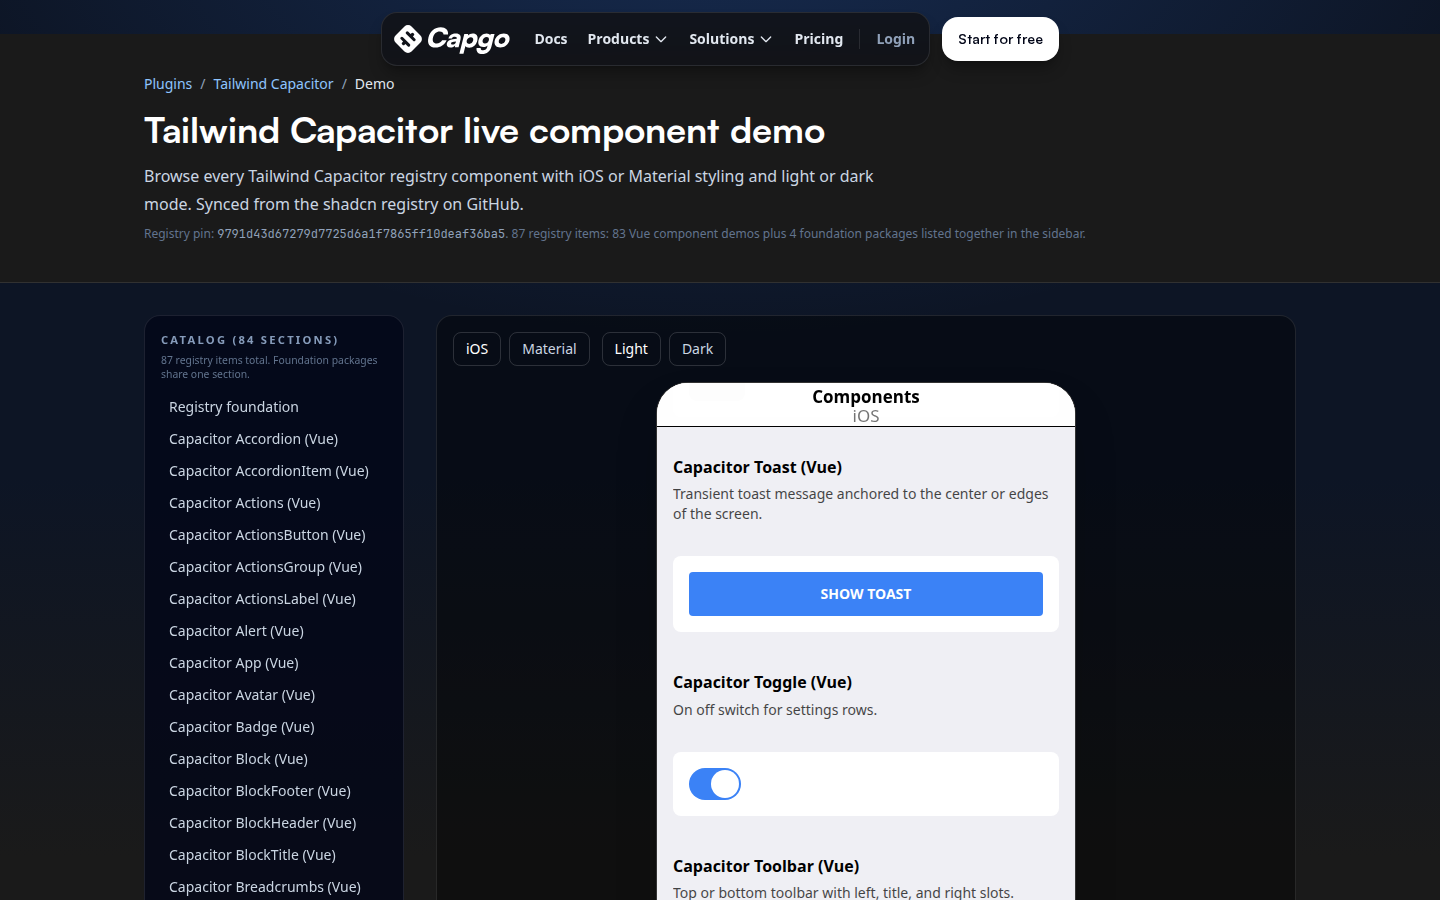 Capgo
Docs
Products
Solutions
Pricing
Login
Start for free
Plugins / Tailwind Capacitor / Demo
Tailwind Capacitor live component demo
Browse every Tailwind Capacitor registry component with iOS or Material styling and light or dark
mode. Synced from the shadcn registry on GitHub.
Registry pin: 9791d43d67279d7725d6a1f7865ff10deaf36ba5. 87 registry items: 83 Vue component demos plus 4 foundation packages listed together in the sidebar.
CATALOG (84 SECTIONS)
87 registry items total. Foundation packages
share one section.
Registry foundation
Capacitor Accordion (Vue)
Capacitor AccordionItem (Vue)
Capacitor Actions (Vue)
Capacitor ActionsButton (Vue)
Capacitor ActionsGroup (Vue)
Capacitor ActionsLabel (Vue)
Capacitor Alert (Vue)
Capacitor App (Vue)
Capacitor Avatar (Vue)
Capacitor Badge (Vue)
Capacitor Block (Vue)
Capacitor BlockFooter (Vue)
Capacitor BlockHeader (Vue)
Capacitor BlockTitle (Vue)
Capacitor Breadcrumbs (Vue)
iOS
Material
Light
Dark
Components
iOS
Capacitor Toast (Vue)
Transient toast message anchored to the center or edges
of the screen.
SHOW TOAST
Capacitor Toggle (Vue)
On off switch for settings rows.
Capacitor Toolbar (Vue)
Top or bottom toolbar with left, title, and right slots.